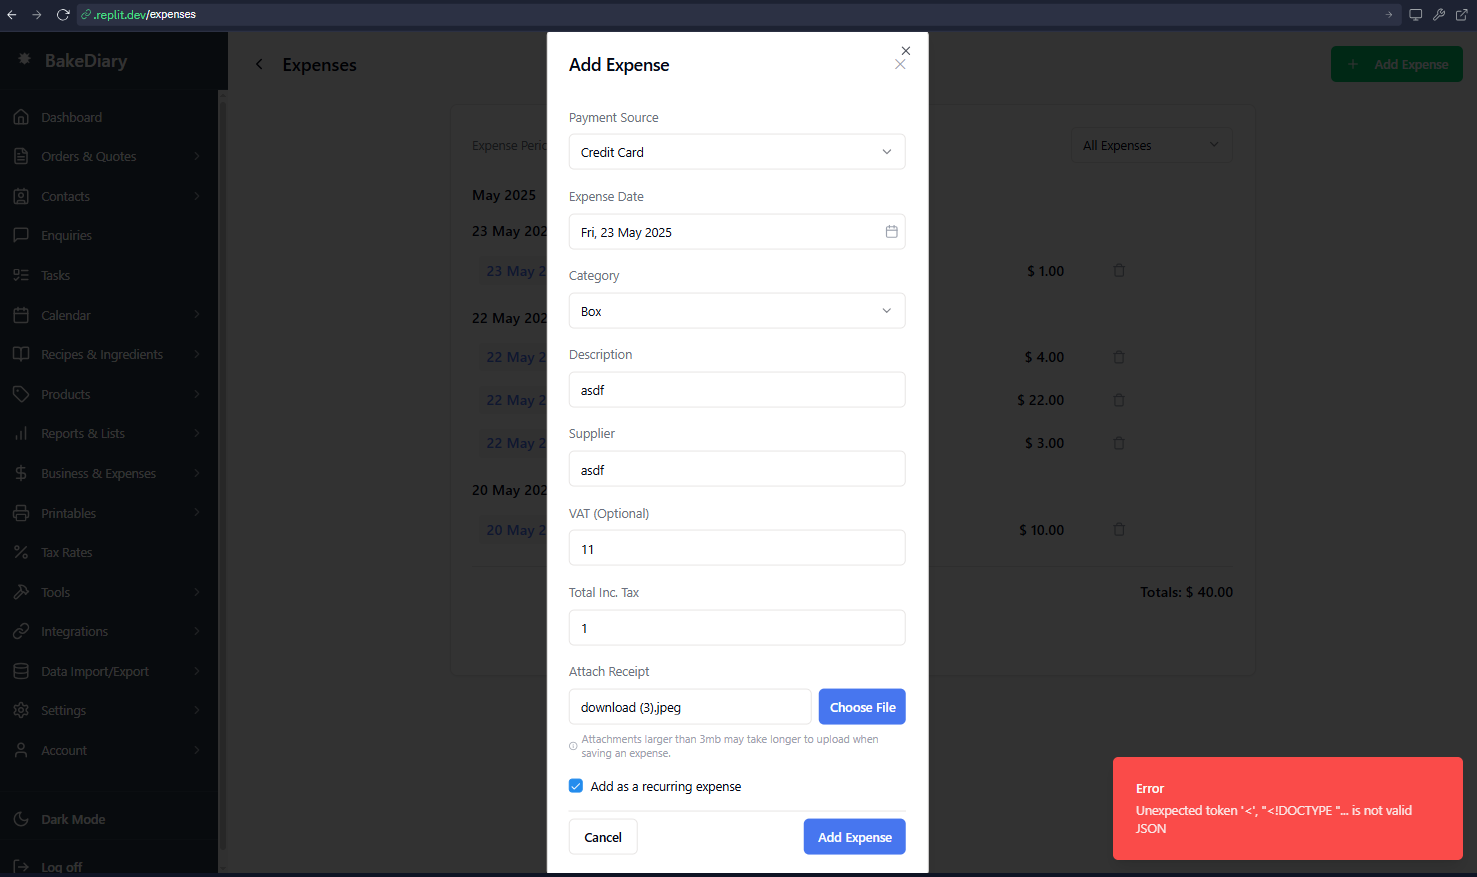 .replit.dev/expenses
BakeDiary
Dashboard
Orders & Quotes
Contacts
Enquiries
Tasks
Calendar
Recipes & Ingredients
Products
Reports & Lists
Business & Expenses
Printables
Tax Rates
Tools
Integrations
Data Import/Export
Settings
Account
Dark Mode
Log off
Expenses
Add Expense
Expense Perio
All Expenses
May 2025
23 May 202
23 May 2
$ 1.00
22 May 202
22 May 2
$ 4.00
22 May 2
$ 22.00
22 May 2
$ 3.00
20 May 202
20 May 2
$ 10.00
Totals: $ 40.00
Add Expense
Payment Source
Credit Card
Expense Date
Fri, 23 May 2025
Category
Box
Description
asdf
Supplier
asdf
VAT (Optional)
11
Total Inc. Tax
1
Attach Receipt
download (3).jpeg
Choose File
Attachments larger than 3mb may take longer to upload when
saving an expense.
Add as a recurring expense
Cancel
Add Expense
Error
Unexpected token '<', "<!DOCTYPE "... is not valid
JSON